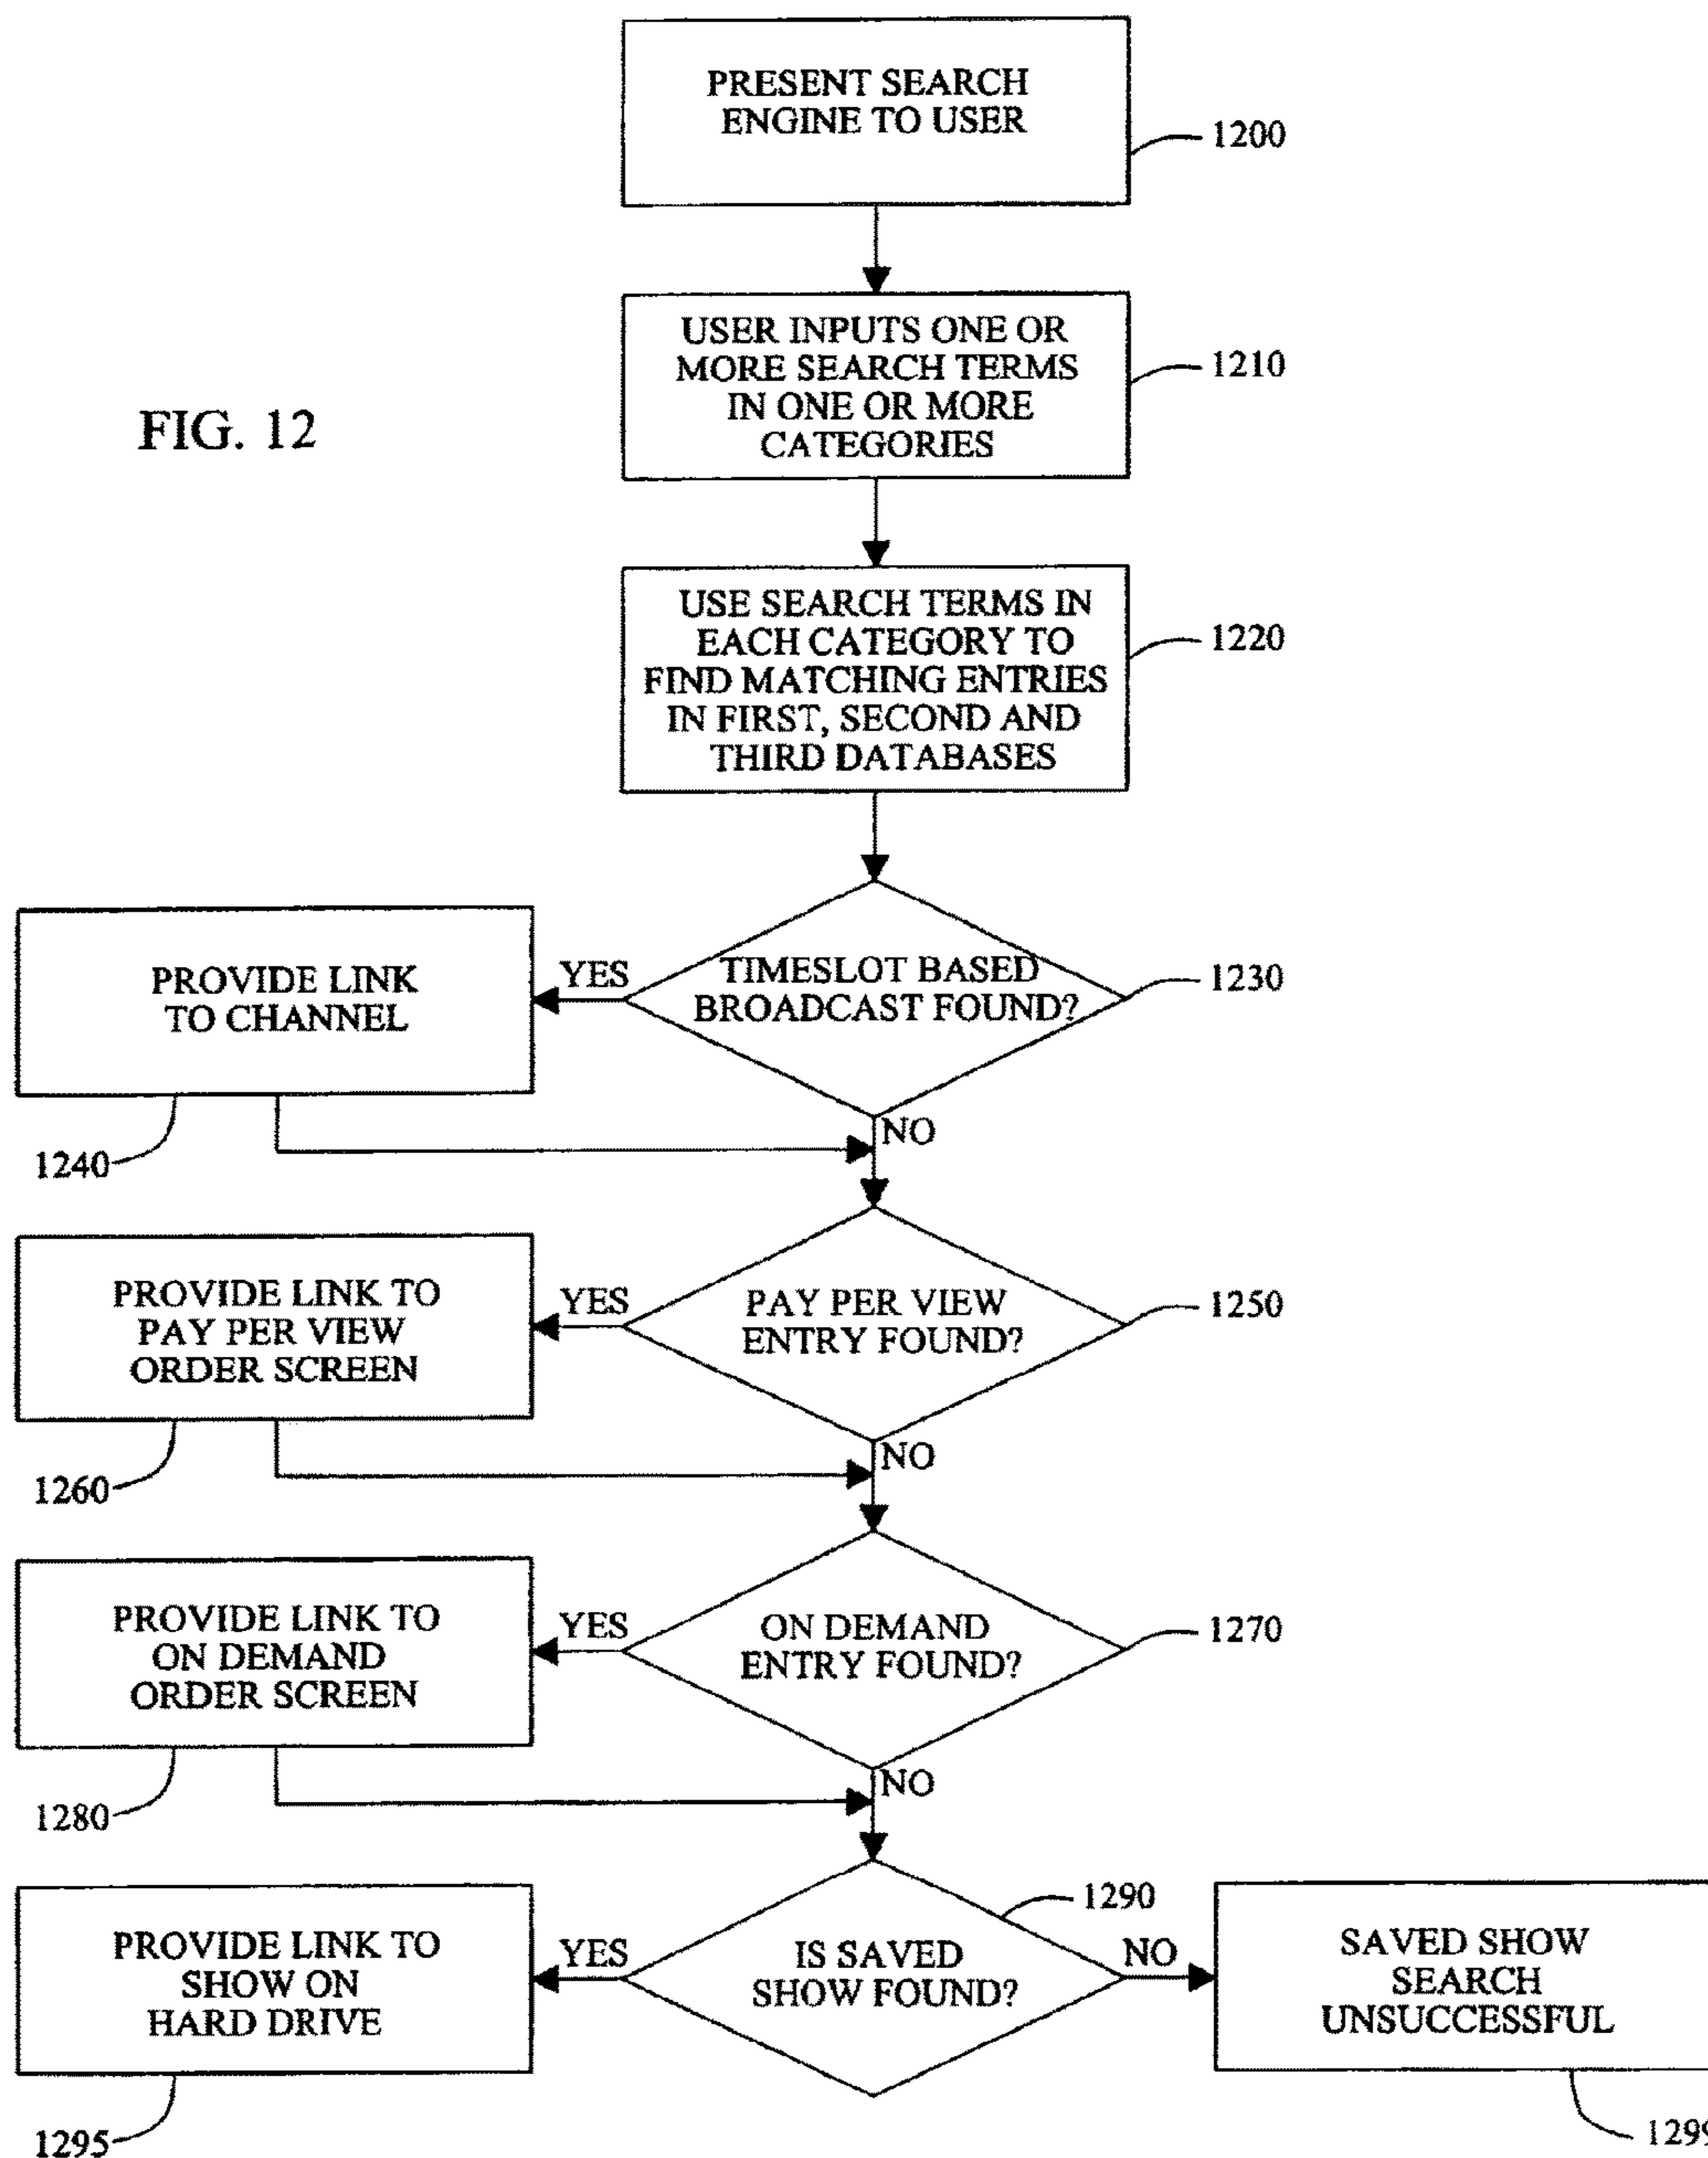 PRESENT SEARCH
ENGINE TO USER
1200
USER INPUTS ONE OR
MORE SEARCH TERMS
IN ONE OR MORE
CATEGORIES
1210
FIG. 12
USE SEARCH TERMS IN
EACH CATEGORY TO
FIND MATCHING ENTRIES
IN FIRST, SECOND AND
THIRD DATABASES
1220
TIMESLOT BASED
BROADCAST FOUND?
1230
YES
PROVIDE LINK
TO CHANNEL
1240
NO
PAY PER VIEW
ENTRY FOUND?
1250
YES
PROVIDE LINK TO
PAY PER VIEW
ORDER SCREEN
1260
NO
ON DEMAND
ENTRY FOUND?
1270
YES
PROVIDE LINK TO
ON DEMAND
ORDER SCREEN
1280
NO
IS SAVED
SHOW FOUND?
1290
YES
PROVIDE LINK TO
SHOW ON
HARD DRIVE
1295
NO
SAVED SHOW
SEARCH
UNSUCCESSFUL
1299